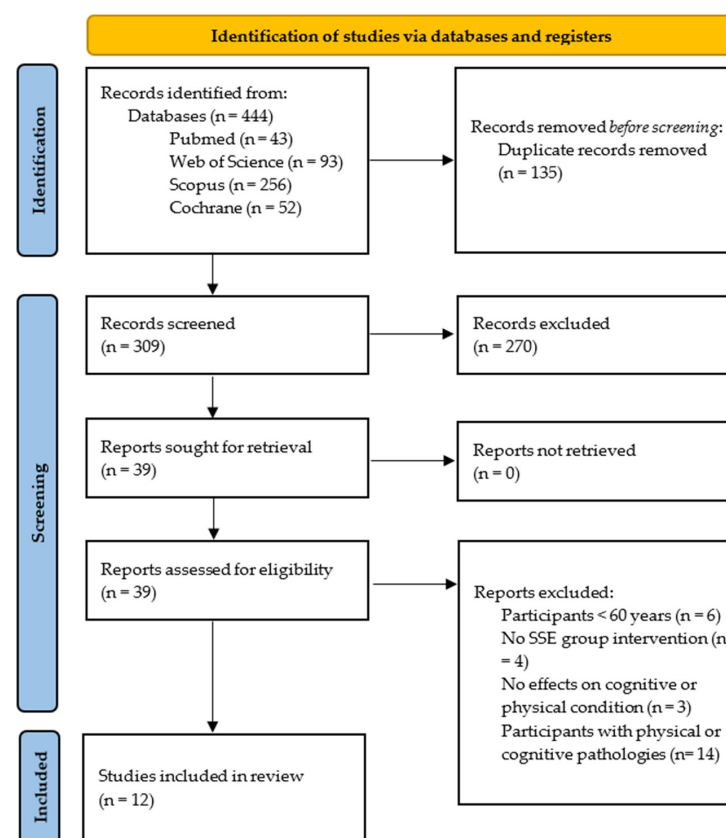 Identification of studies via databases and registers
Identification
Records identified from:
Databases (n = 444)
Pubmed (n = 43)
Web of Science (n = 93)
Scopus (n = 256)
Cochrane (n = 52)
Records removed before screening:
Duplicate records removed
(n = 135)
Screening
Records screened
(n = 309)
Records excluded
(n = 270)
Reports sought for retrieval
(n = 39)
Reports not retrieved
(n = 0)
Reports assessed for eligibility
(n = 39)
Reports excluded:
Participants < 60 years (n = 6)
No SSE group intervention (n
= 4)
No effects on cognitive or
physical condition (n = 3)
Participants with physical or
cognitive pathologies (n= 14)
Included
Studies included in review
(n = 12)